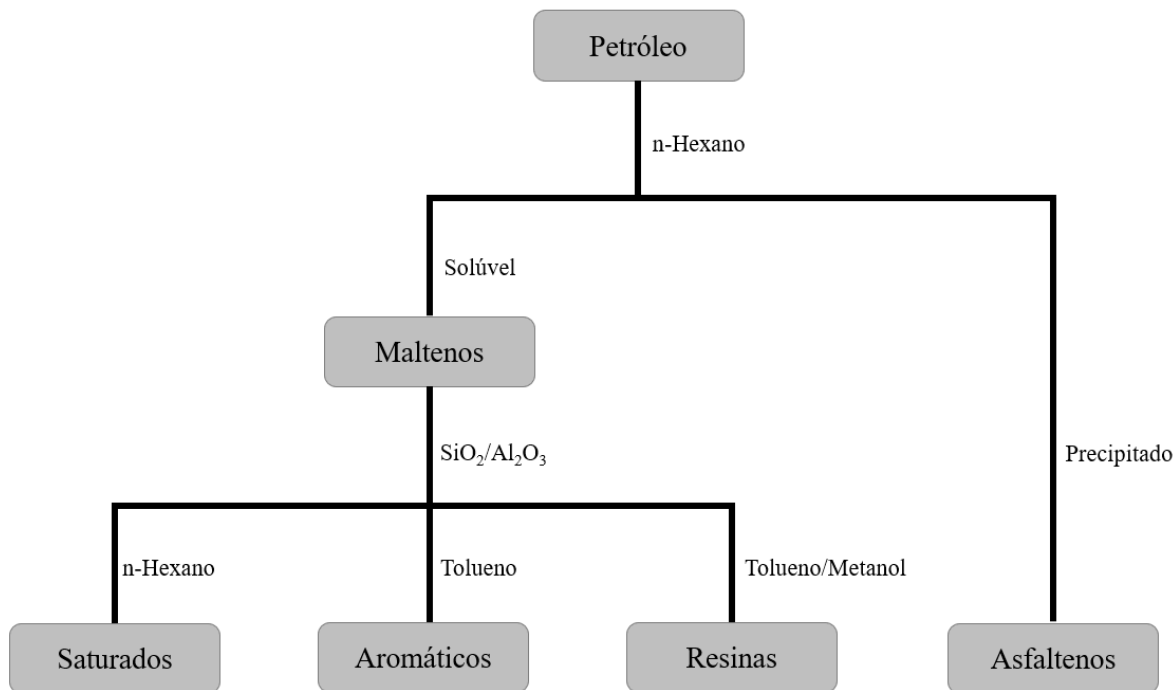 Petróleo
n-Hexano
Solúvel
Maltenos
SiO₂/Al₂O₃
Precipitado
n-Hexano
Tolueno
Tolueno/Metanol
Saturados
Aromáticos
Resinas
Asfaltenos